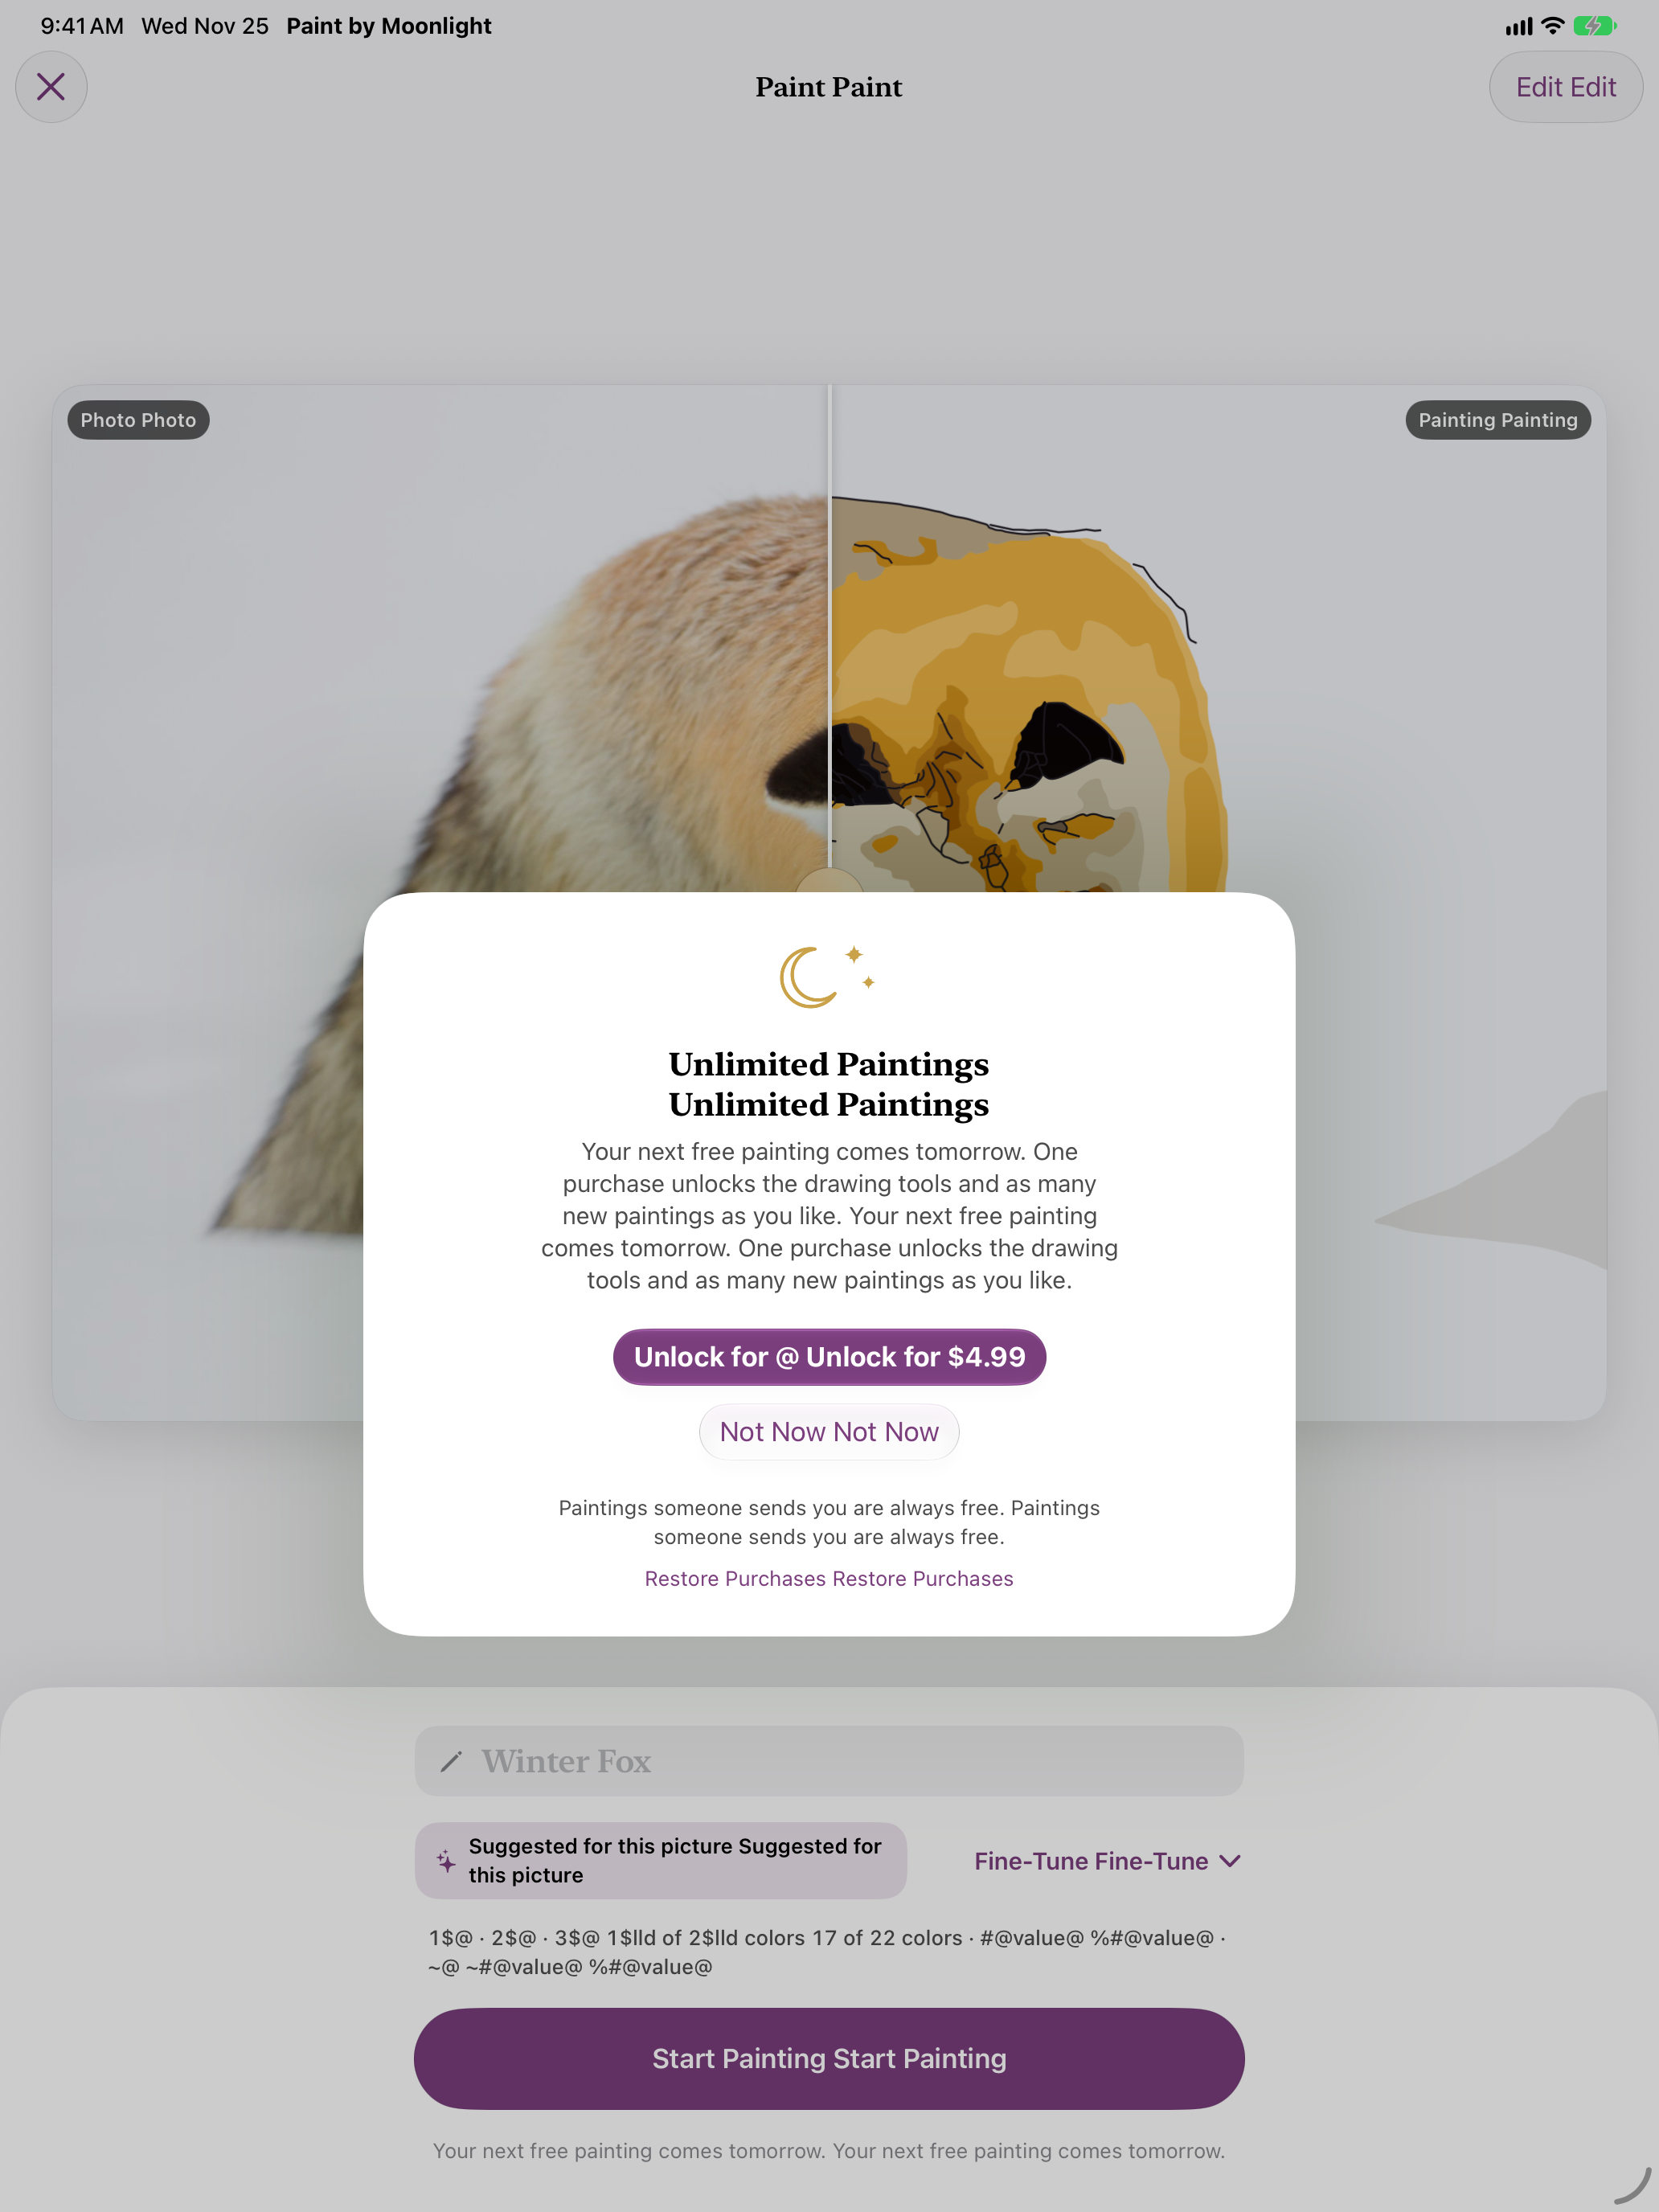 9:41 AM Wed Nov 25 Paint by Moonlight
Paint Paint
Edit Edit
Photo Photo
Painting Painting
Unlimited Paintings
Unlimited Paintings
Your next free painting comes tomorrow. One
purchase unlocks the drawing tools and as many
new paintings as you like. Your next free painting
comes tomorrow. One purchase unlocks the drawing
tools and as many new paintings as you like.
Unlock for @ Unlock for $4.99
Not Now Not Now
Paintings someone sends you are always free. Paintings
someone sends you are always free.
Restore Purchases Restore Purchases
Winter Fox
Suggested for this picture Suggested for
this picture
Fine-Tune Fine-Tune
1$@ · 2$@ · 3$@ 1$lld of 2$lld colors 17 of 22 colors · #@value@ %#@value@ ·
~@ ~#@value@ %#@value@
Start Painting Start Painting
Your next free painting comes tomorrow. Your next free painting comes tomorrow.